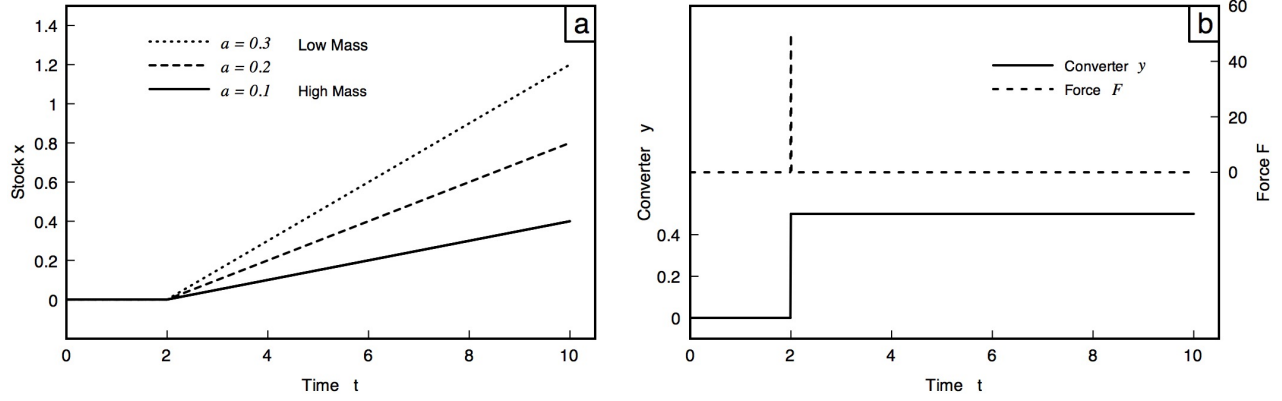 a
1.4
1.2
1
0.8
0.6
0.4
0.2
0
Stock x
a = 0.3 Low Mass
a = 0.2
a = 0.1 High Mass
0 2 4 6 8 10
Time t
b
60
40
20
0
Force F
Converter y
Force F
Converter y
0.4
0.2
0
0 2 4 6 8 10
Time t